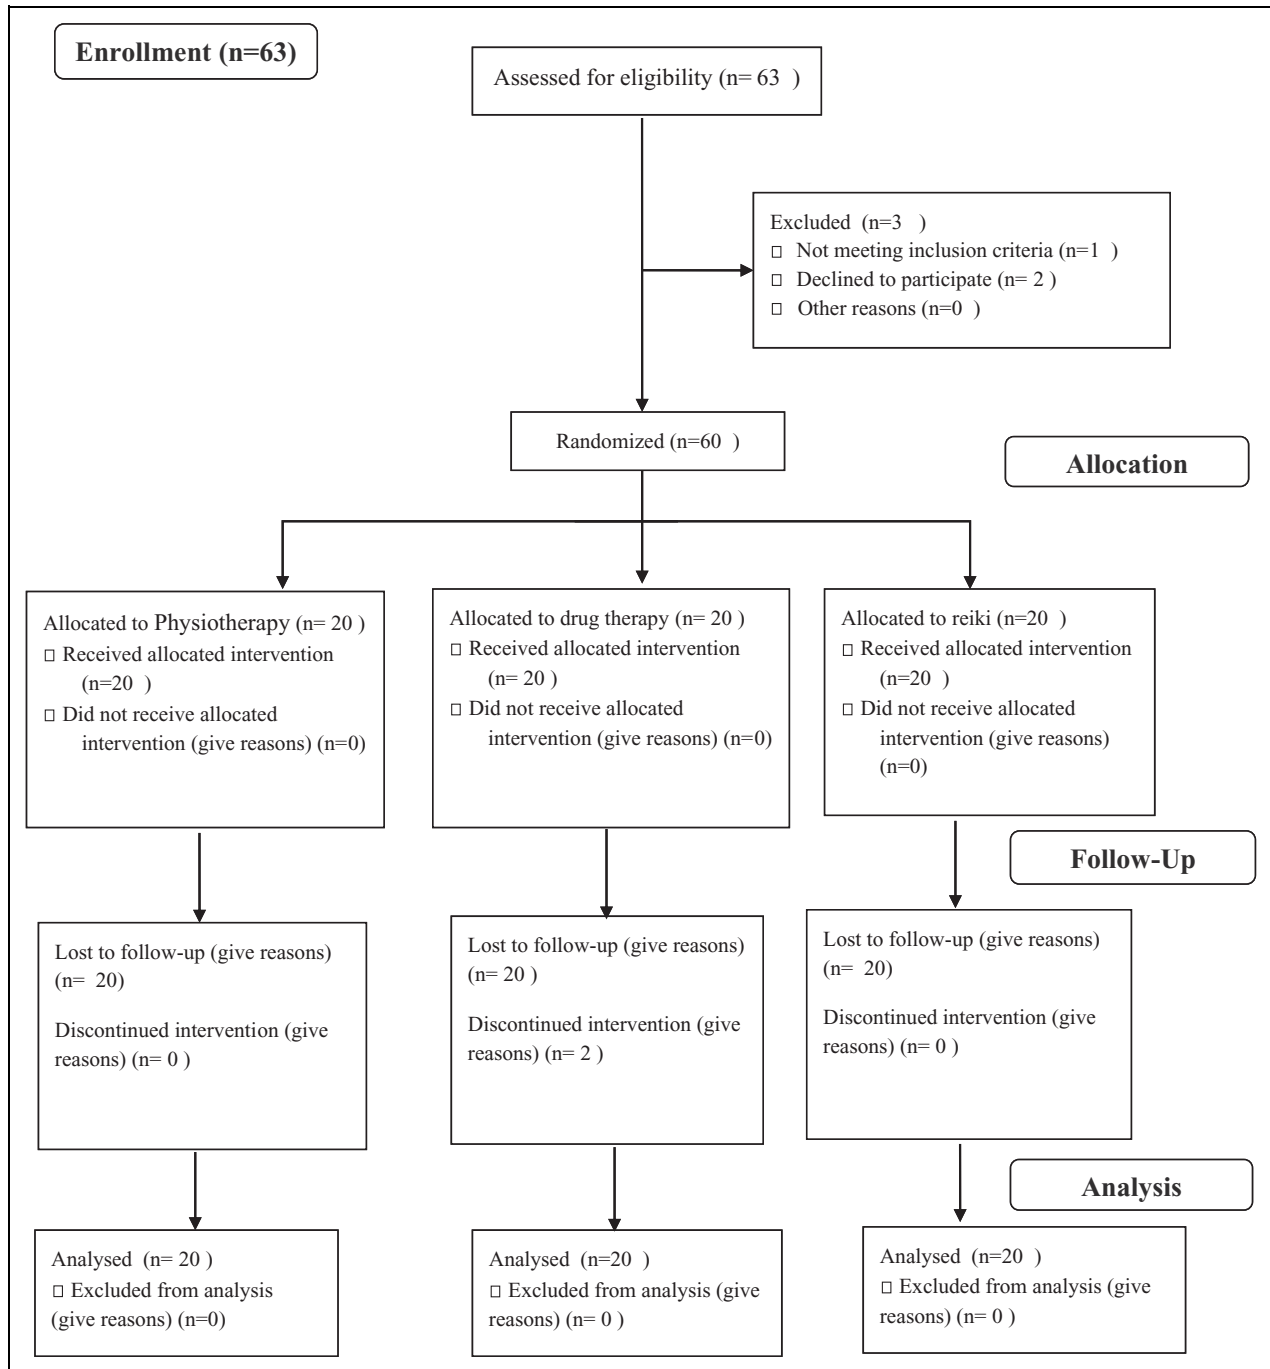 Enrollment (n=63)
Assessed for eligibility (n= 63  )
Excluded  (n=3   )
□  Not meeting inclusion criteria (n=1  )
□  Declined to participate (n= 2 )
□  Other reasons (n=0  )
Randomized (n=60  )
Allocation
Allocated to Physiotherapy (n= 20 )
□ Received allocated intervention
(n=20  )
□ Did not receive allocated
intervention (give reasons) (n=0)
Allocated to drug therapy (n= 20 )
□ Received allocated intervention
(n= 20 )
□ Did not receive allocated
intervention (give reasons) (n=0)
Allocated to reiki (n=20  )
□ Received allocated intervention
(n=20  )
□ Did not receive allocated
intervention (give reasons)
(n=0)
Follow-Up
Lost to follow-up (give reasons)
(n=  20)
Discontinued intervention (give
reasons) (n= 0 )
Lost to follow-up (give reasons)
(n= 20 )
Discontinued intervention (give
reasons) (n= 2 )
Lost to follow-up (give reasons)
(n=  20)
Discontinued intervention (give
reasons) (n= 0 )
Analysis
Analysed  (n= 20 )
□ Excluded from analysis
(give reasons) (n=0)
Analysed  (n=20  )
□ Excluded from analysis (give
reasons) (n= 0 )
Analysed  (n=20  )
□ Excluded from analysis (give
reasons) (n= 0 )